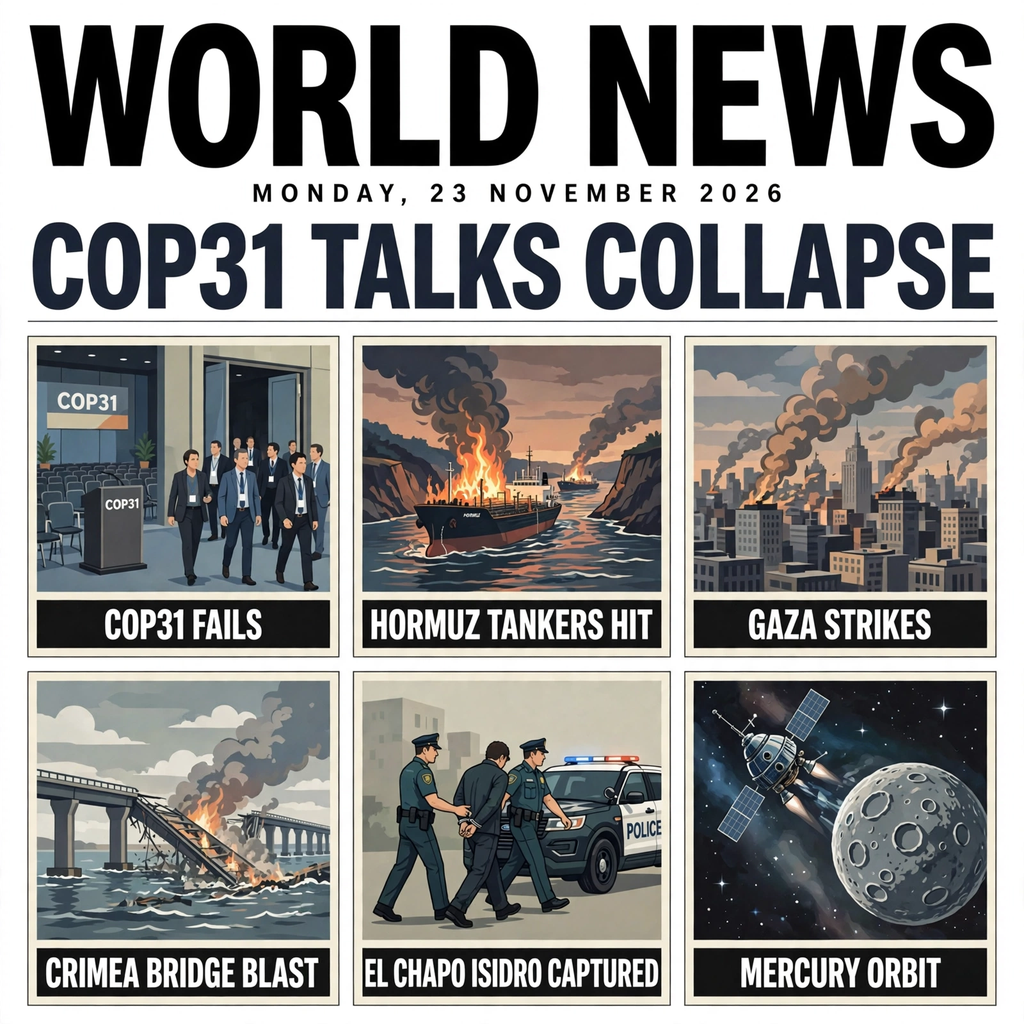 WORLD NEWS
MONDAY, 23 NOVEMBER 2026
COP31 TALKS COLLAPSE
COP31
COP31
COP31 FAILS
HORMUZ
HORMUZ TANKERS HIT
GAZA STRIKES
CRIMEA BRIDGE BLAST
POLICE
EL CHAPO ISIDRO CAPTURED
MERCURY ORBIT